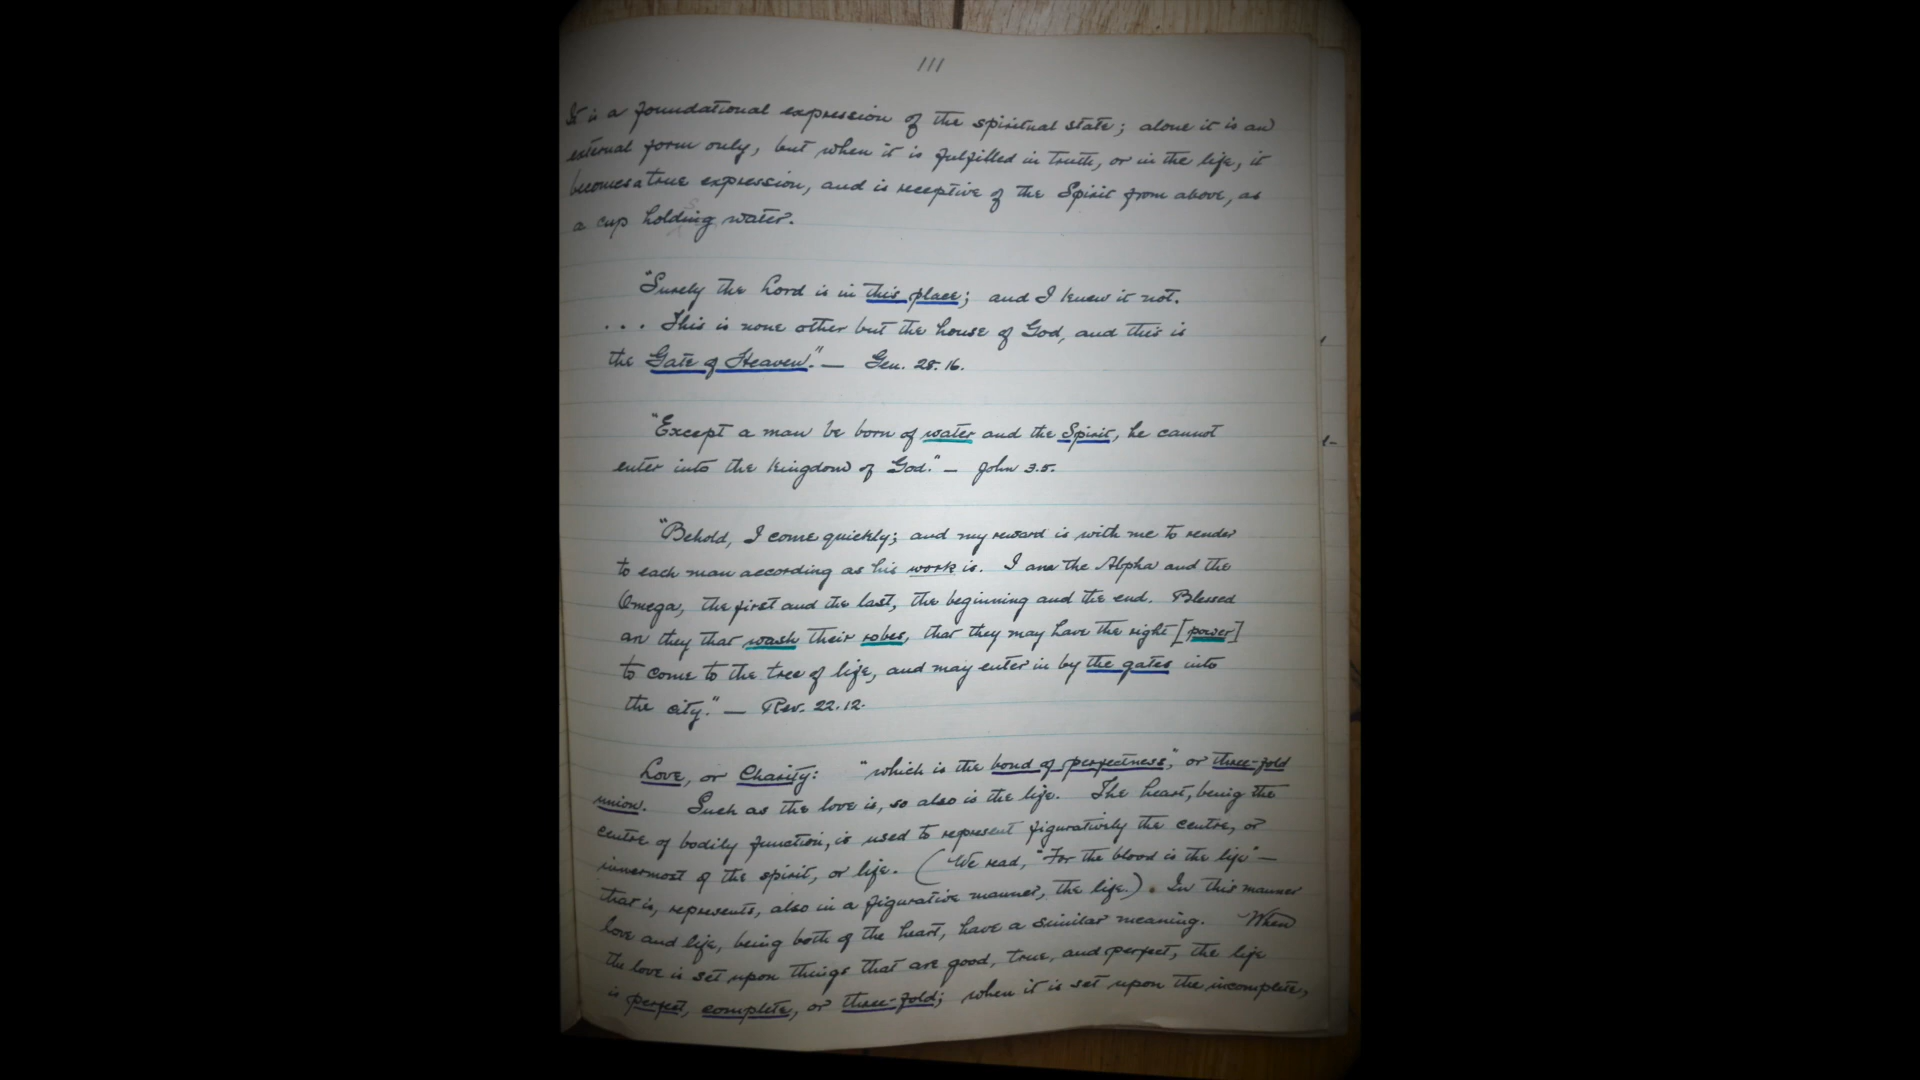 111
It is a foundational expression of the spiritual state; alone it is an
external form only, but when it is fulfilled in truth, or in the life, it
becomes a true expression, and is receptive of the Spirit from above, as
a cup holding water.
"Surely the Lord is in this place; and I knew it not.
... This is none other but the house of God, and this is
the Gate of Heaven". — Gen. 28.16.
"Except a man be born of water and the Spirit, he cannot
enter into the kingdom of God." — John 3.5.
"Behold, I come quickly; and my reward is with me to render
to each man according as his work is. I am the Alpha and the
Omega, the first and the last, the beginning and the end. Blessed
are they that wash their robes, that they may have the right [power]
to come to the tree of life, and may enter in by the gates into
the city." — Rev. 22.12.
Love, or Charity: "which is the bond of perfectness", or three-fold
union. Such as the love is, so also is the life. The heart, being the
centre of bodily function, is used to represent figuratively the centre, or
innermost of the spirit, or life. (We read, "For the blood is the life" —
that is, represents, also in a figurative manner, the life.). In this manner
love and life, being both of the heart, have a similar meaning. When
the love is set upon things that are good, true, and perfect, the life
is perfect, complete, or three-fold; when it is set upon the incomplete,